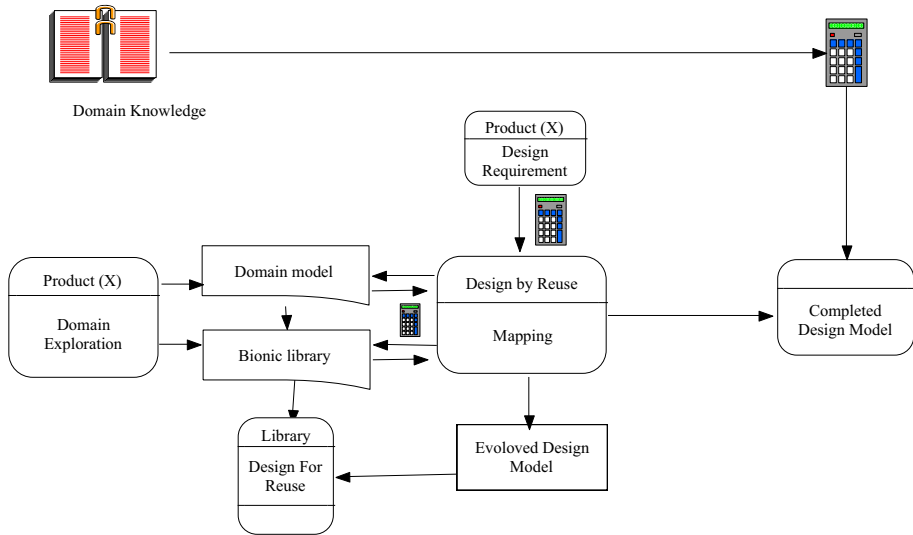 Domain Knowledge
Product (X)
Design
Requirement
Domain model
Product (X)
Domain
Exploration
Bionic library
Design by Reuse
Mapping
Completed
Design Model
Library
Design For
Reuse
Evoloved Design
Model